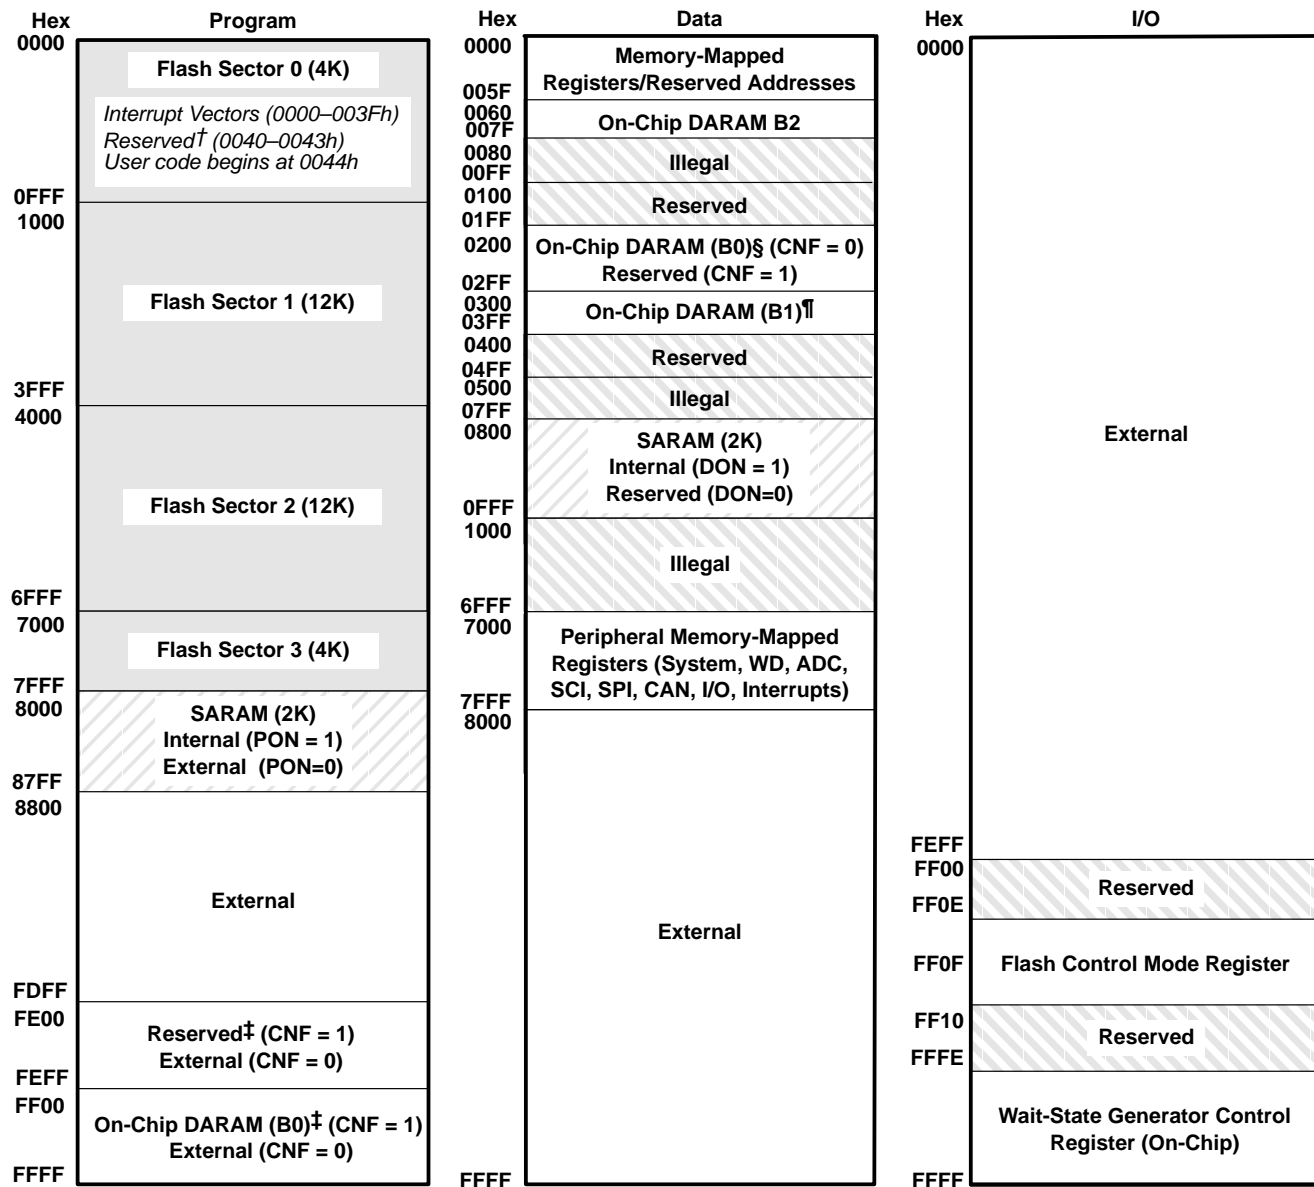 Hex Program
0000
Flash Sector 0 (4K)
Interrupt Vectors (0000–003Fh)
Reserved† (0040–0043h)
User code begins at 0044h
0FFF
1000
Flash Sector 1 (12K)
3FFF
4000
Flash Sector 2 (12K)
6FFF
7000
Flash Sector 3 (4K)
7FFF
8000
SARAM (2K)
Internal (PON = 1)
External (PON=0)
87FF
8800
External
FDFF
FE00
Reserved‡ (CNF = 1)
External (CNF = 0)
FEFF
FF00
On-Chip DARAM (B0)‡ (CNF = 1)
External (CNF = 0)
FFFF
Hex Data
0000
Memory-Mapped
Registers/Reserved Addresses
005F
0060
On-Chip DARAM B2
007F
0080
Illegal
00FF
0100
Reserved
01FF
0200
On-Chip DARAM (B0)§ (CNF = 0)
Reserved (CNF = 1)
02FF
0300
On-Chip DARAM (B1)¶
03FF
0400
Reserved
04FF
0500
Illegal
07FF
0800
SARAM (2K)
Internal (DON = 1)
Reserved (DON=0)
0FFF
1000
Illegal
6FFF
7000
Peripheral Memory-Mapped
Registers (System, WD, ADC,
SCI, SPI, CAN, I/O, Interrupts)
7FFF
8000
External
FFFF
Hex I/O
0000
External
FEFF
FF00
Reserved
FF0E
FF0F Flash Control Mode Register
FF10
Reserved
FFFE
Wait-State Generator Control
Register (On-Chip)
FFFF